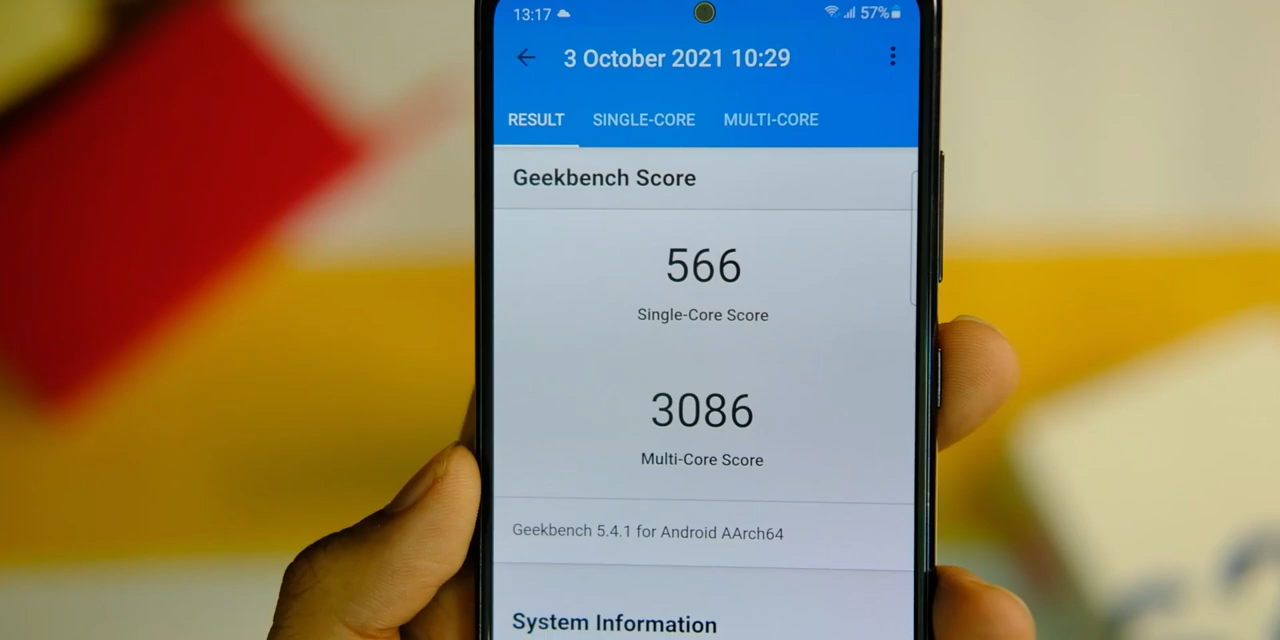 13:17 57%
3 October 2021 10:29
RESULT SINGLE-CORE MULTI-CORE
Geekbench Score
566
Single-Core Score
3086
Multi-Core Score
Geekbench 5.4.1 for Android AArch64
System Information